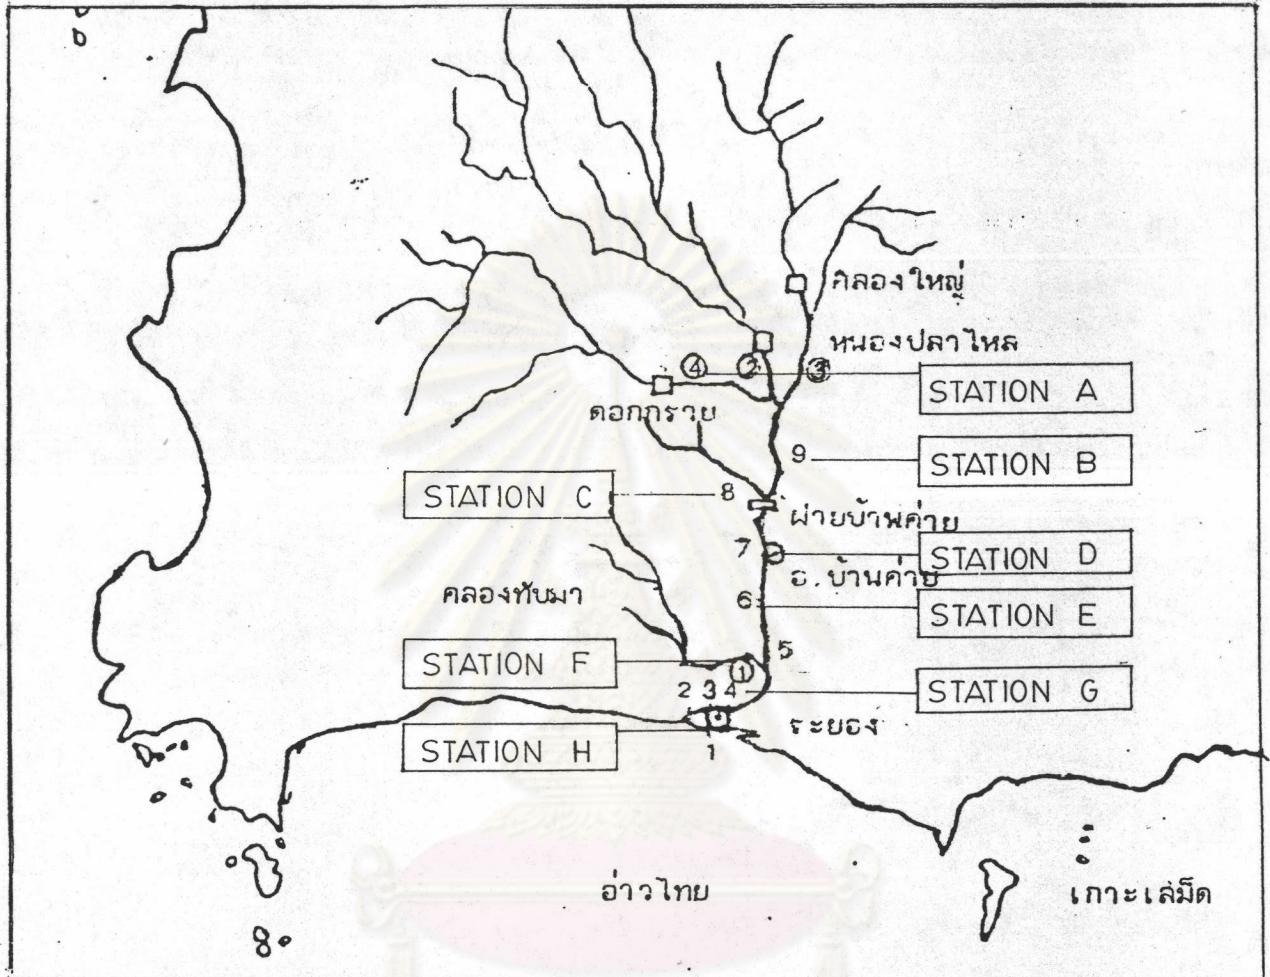 คลองใหญ่
หนองปลาไหล
④ ② ③
STATION A
ดอกกราย
9
STATION B
STATION C
8
ฝ่ายบ้านค่าย
7
STATION D
อ.บ้านค่าย
คลองทับมา
6
STATION E
5
STATION F
①
2 3 4
STATION G
ระยอง
STATION H
1
อ่าวไทย
เกาะเสม็ด